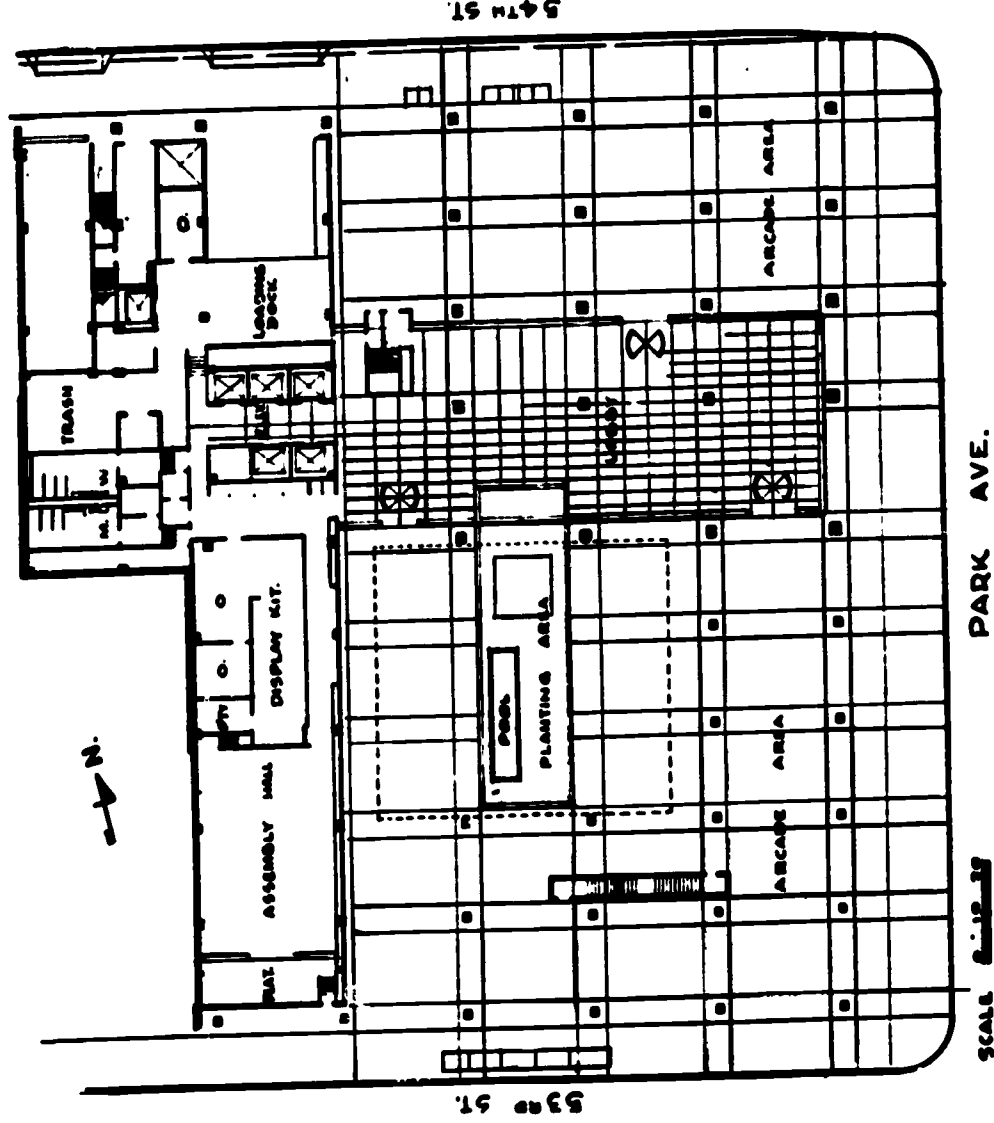 54TH ST.
ARCADE AREA
LOADING
DOCK
TRASH
ELEV.
LOBBY
W.
M.
DISPLAY KIT.
POOL
PLANTING AREA
N.
ASSEMBLY HALL
ARCADE AREA
PLAT.
PARK AVE.
SCALE
53RD ST.